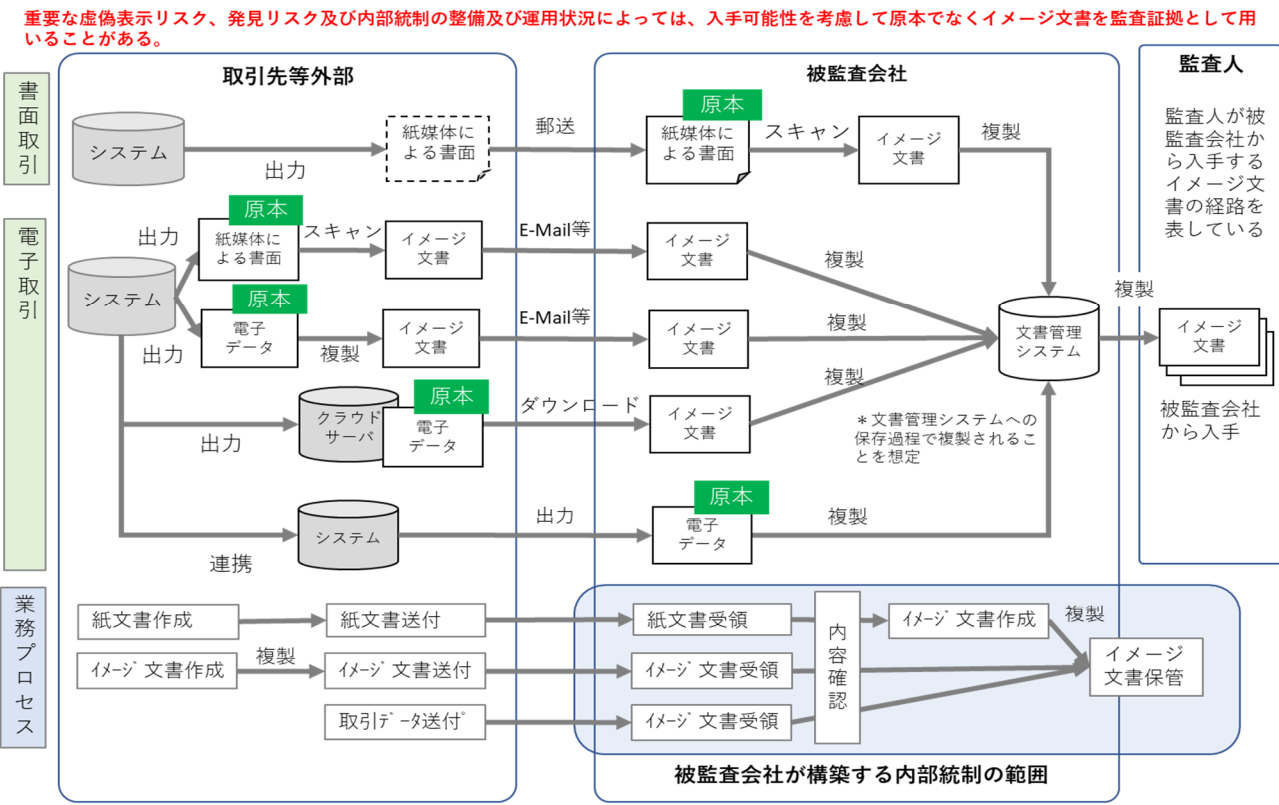 重要な虚偽表示リスク、発見リスク及び内部統制の整備及び運用状況によっては、入手可能性を考慮して原本でなくイメージ文書を監査証拠として用
いることがある。
取引先等外部
被監査会社
監査人
書面取引
システム
出力
紙媒体に
よる書面
郵送
原本
紙媒体に
よる書面
スキャン
イメージ
文書
複製
監査人が被
監査会社か
ら入手する
イメージ文
書の経路を
表している
電子取引
システム
出力
原本
紙媒体に
よる書面
スキャン
イメージ
文書
E-Mail等
イメージ
文書
複製
出力
原本
電子
データ
複製
イメージ
文書
E-Mail等
イメージ
文書
複製
文書管理
システム
複製
イメージ
文書
被監査会社
から入手
出力
クラウド
サーバ
原本
電子
データ
ダウンロード
イメージ
文書
複製
＊文書管理システムへの
保存過程で複製されるこ
とを想定
連携
システム
出力
原本
電子
データ
複製
業務プロセス
紙文書作成
紙文書送付
紙文書受領
内容確認
ｲﾒｰｼﾞ文書作成
複製
ｲﾒｰｼﾞ文書作成
複製
ｲﾒｰｼﾞ文書送付
ｲﾒｰｼﾞ文書受領
イメージ
文書保管
取引ﾃﾞｰﾀ送付ﾟ
ｲﾒｰｼﾞ文書受領
被監査会社が構築する内部統制の範囲